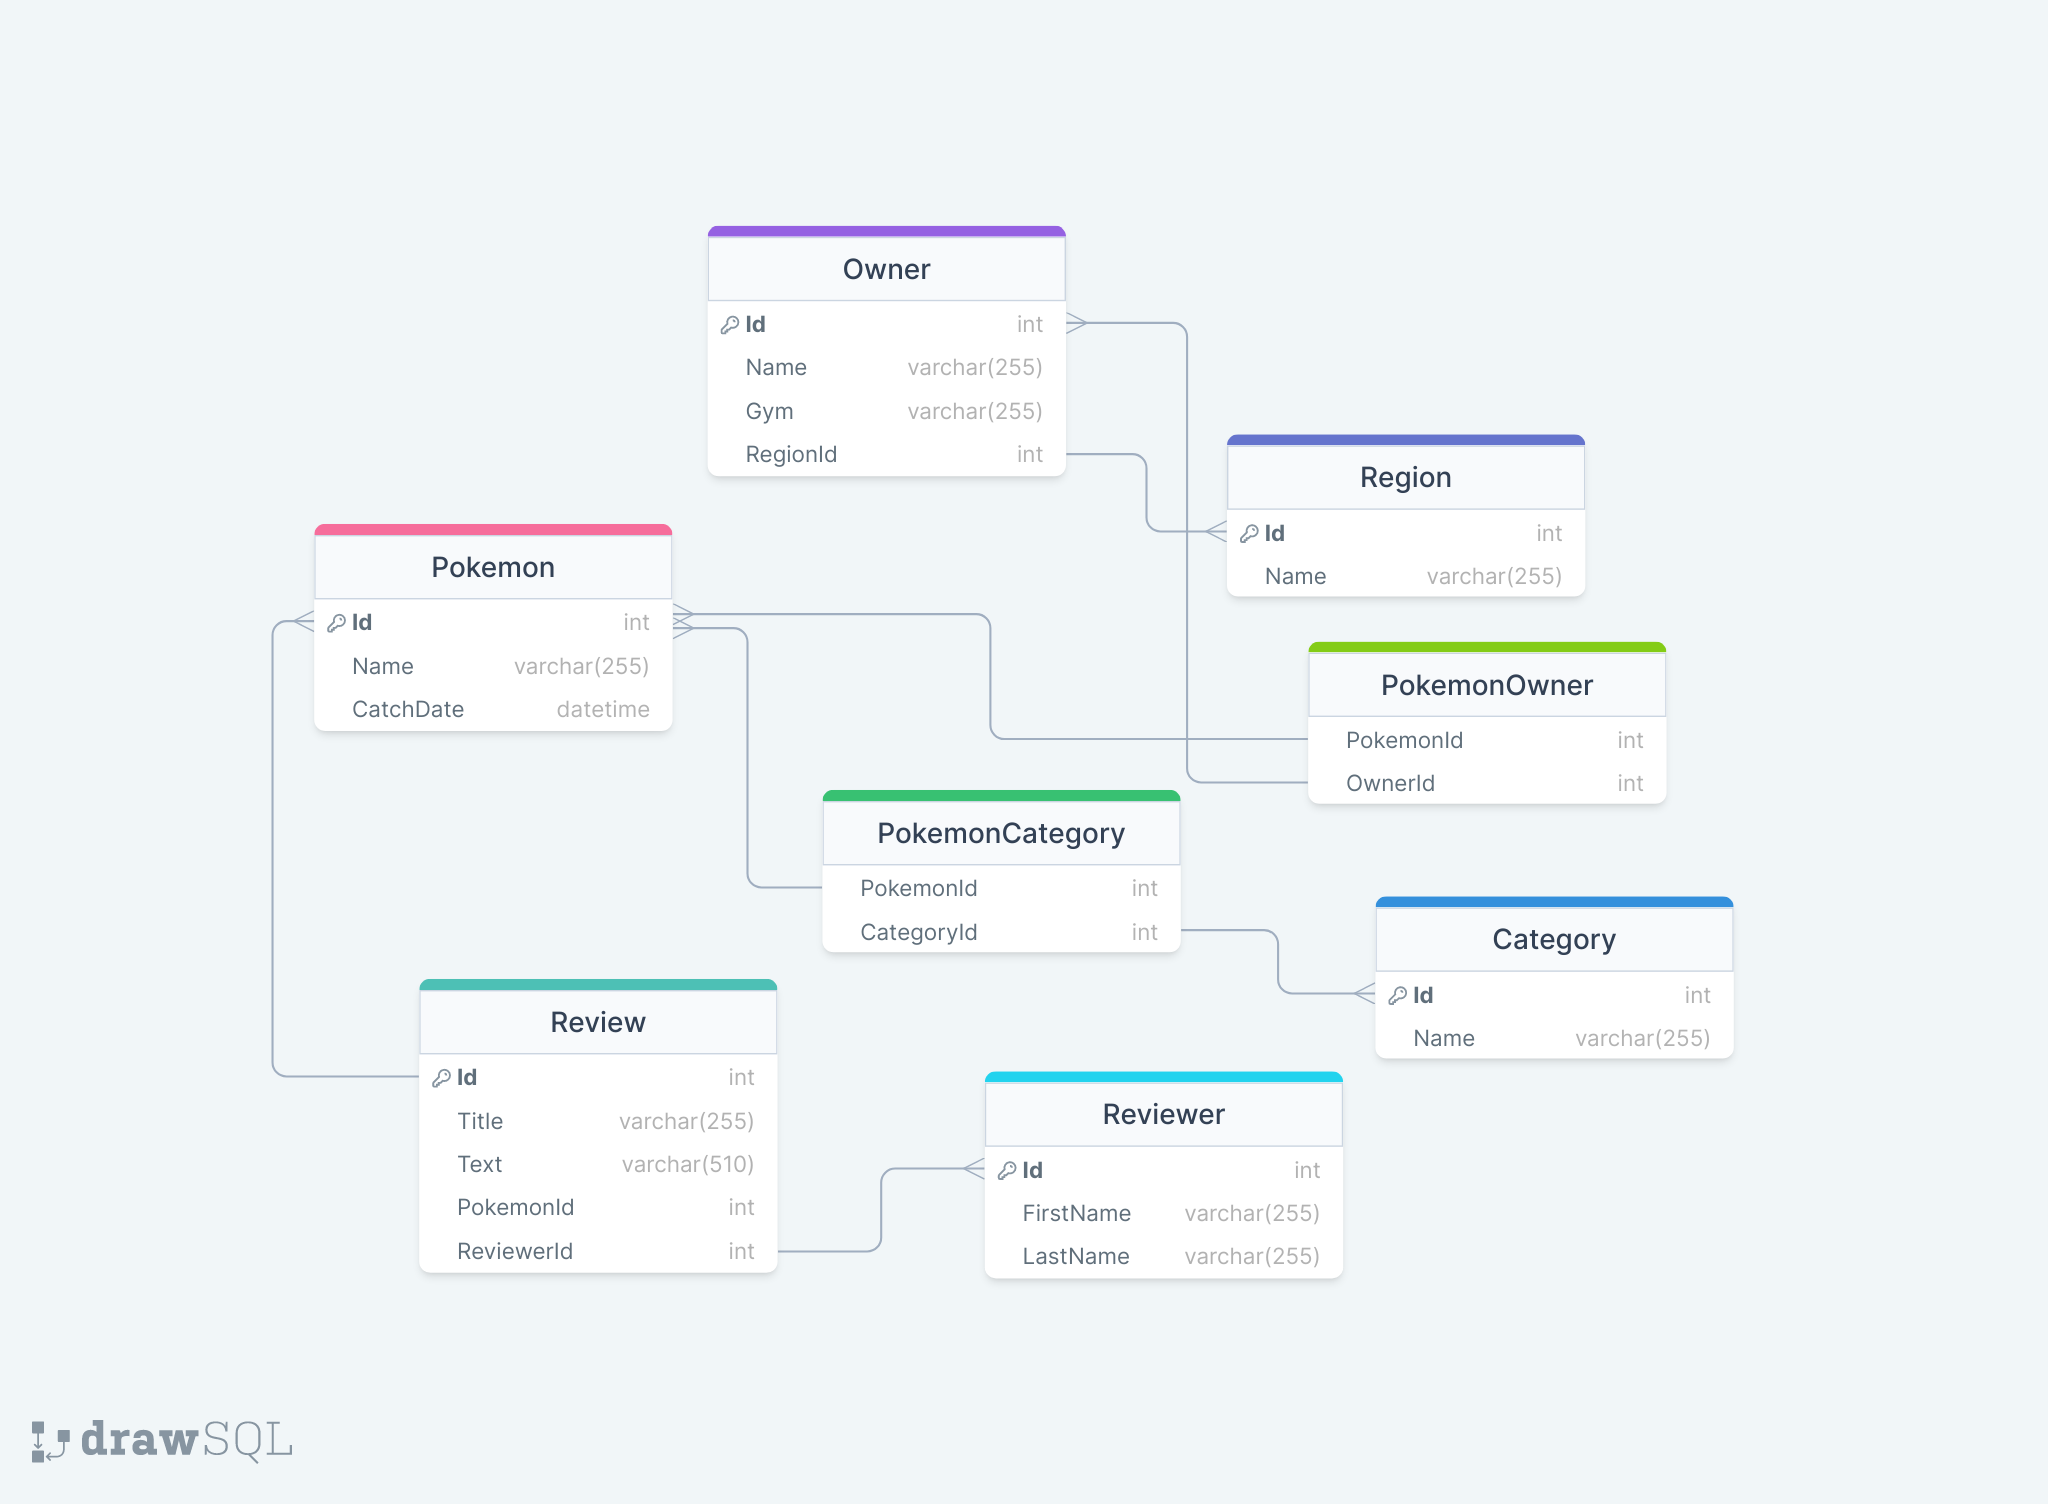 Owner
Id int
Name varchar(255)
Gym varchar(255)
RegionId int
Region
Id int
Name varchar(255)
Pokemon
Id int
Name varchar(255)
CatchDate datetime
PokemonOwner
PokemonId int
OwnerId int
PokemonCategory
PokemonId int
CategoryId int
Category
Id int
Name varchar(255)
Review
Id int
Title varchar(255)
Text varchar(510)
PokemonId int
ReviewerId int
Reviewer
Id int
FirstName varchar(255)
LastName varchar(255)
drawSQL